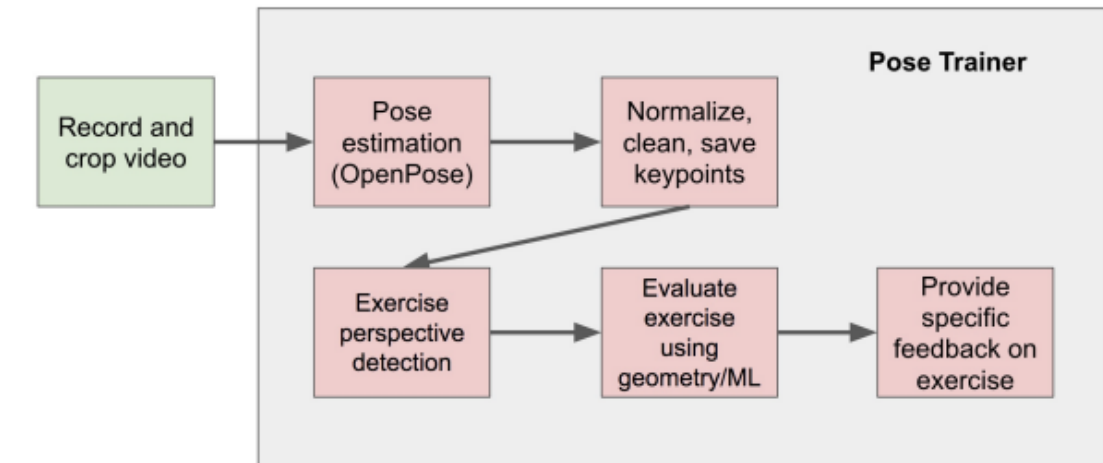 Pose Trainer
Record and
crop video
Pose
estimation
(OpenPose)
Normalize,
clean, save
keypoints
Exercise
perspective
detection
Evaluate
exercise
using
geometry/ML
Provide
specific
feedback on
exercise